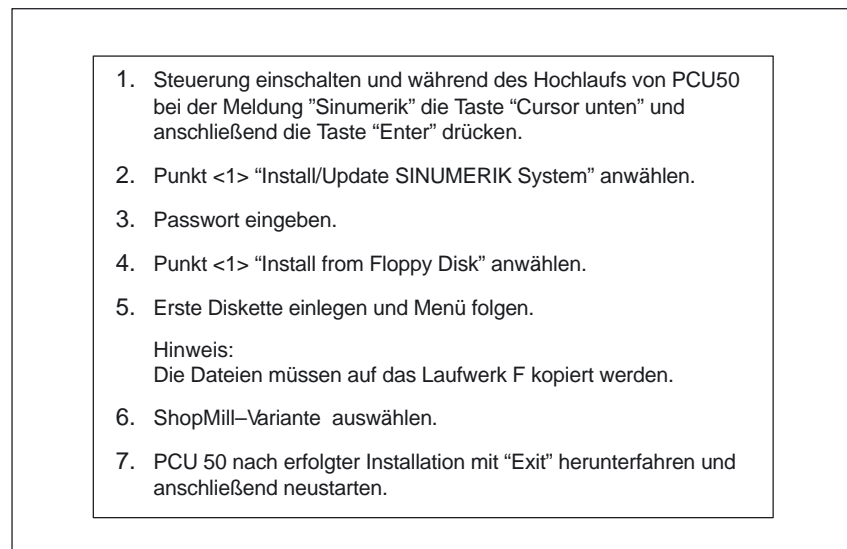 1. Steuerung einschalten und während des Hochlaufs von PCU50
bei der Meldung ”Sinumerik” die Taste “Cursor unten” und
anschließend die Taste “Enter” drücken.
2. Punkt <1> “Install/Update SINUMERIK System” anwählen.
3. Passwort eingeben.
4. Punkt <1> “Install from Floppy Disk” anwählen.
5. Erste Diskette einlegen und Menü folgen.
Hinweis:
Die Dateien müssen auf das Laufwerk F kopiert werden.
6. ShopMill–Variante auswählen.
7. PCU 50 nach erfolgter Installation mit “Exit” herunterfahren und
anschließend neustarten.